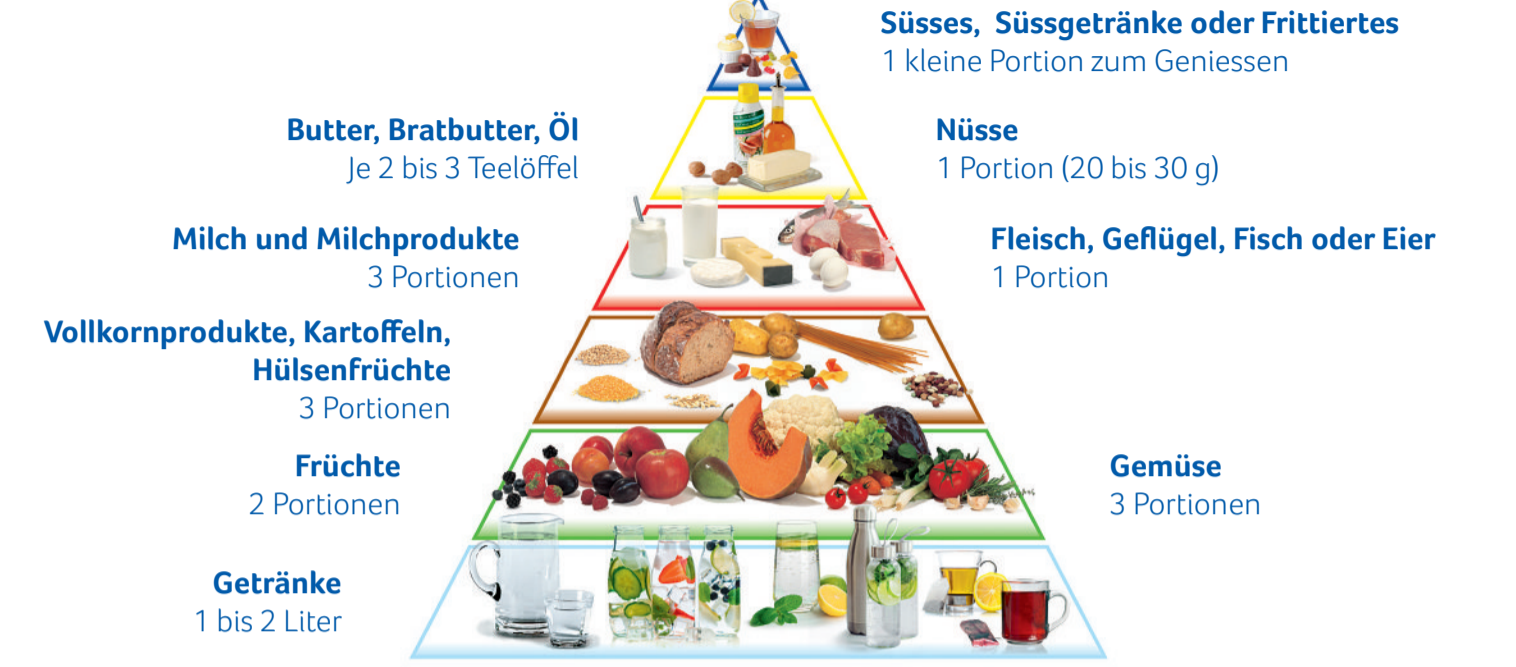 Süsses, Süssgetränke oder Frittiertes
1 kleine Portion zum Geniessen
Butter, Bratbutter, Öl
Je 2 bis 3 Teelöffel
Nüsse
1 Portion (20 bis 30 g)
Milch und Milchprodukte
3 Portionen
Fleisch, Geflügel, Fisch oder Eier
1 Portion
Vollkornprodukte, Kartoffeln,
Hülsenfrüchte
3 Portionen
Früchte
2 Portionen
Gemüse
3 Portionen
Getränke
1 bis 2 Liter